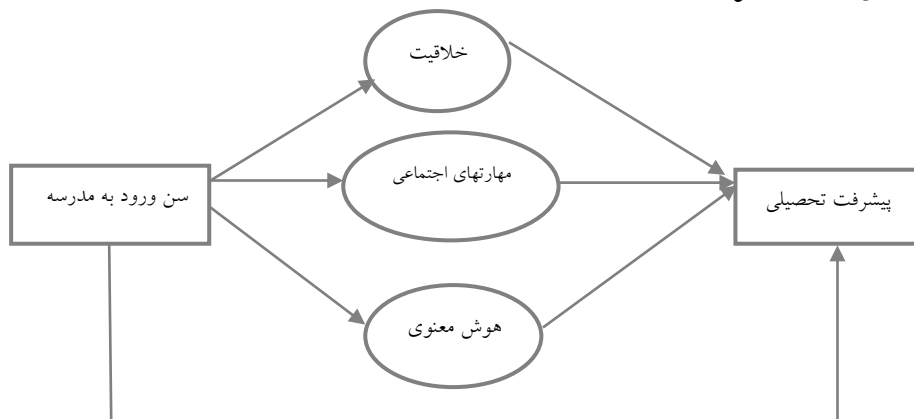 خلاقیت
مهارتهای اجتماعی
سن ورود به مدرسه
پیشرفت تحصیلی
هوش معنوی